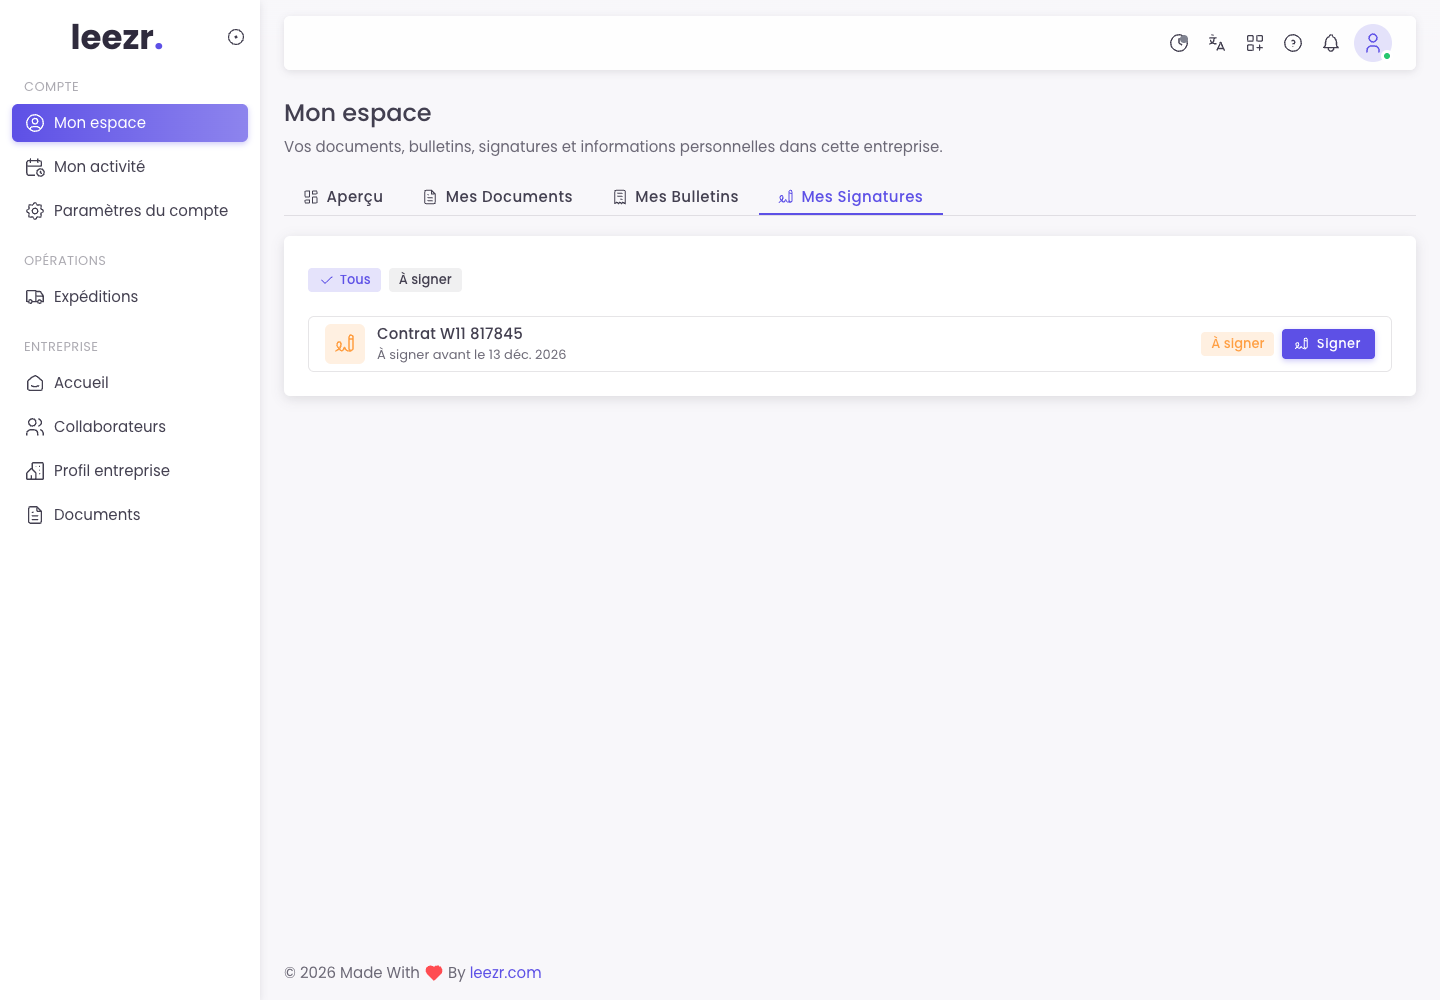 leezr.
COMPTE
Mon espace
Mon activité
Paramètres du compte
OPÉRATIONS
Expéditions
ENTREPRISE
Accueil
Collaborateurs
Profil entreprise
Documents
Mon espace
Vos documents, bulletins, signatures et informations personnelles dans cette entreprise.
Aperçu Mes Documents Mes Bulletins Mes Signatures
Tous À signer
Contrat W11 817845
À signer avant le 13 déc. 2026
À signer Signer
© 2026 Made With By leezr.com